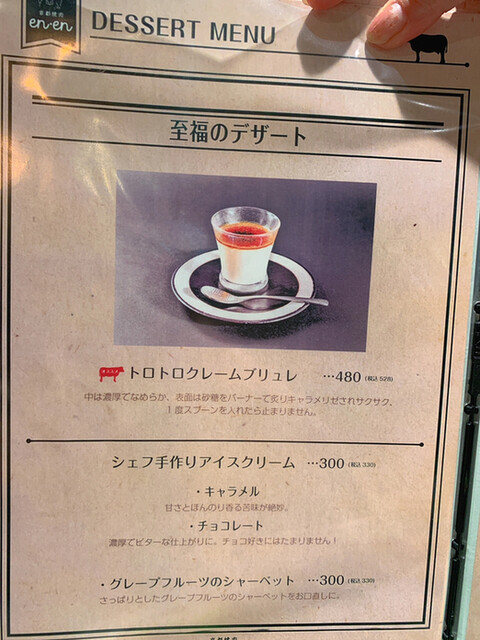 京都焼肉
en·en
DESSERT MENU
至福のデザート
トロトロクレームブリュレ …480 (税込 528)
中は濃厚でなめらか、表面は砂糖をバーナーで炙りキャラメリゼされサクサク、
1度スプーンを入れたら止まりません。
シェフ手作りアイスクリーム …300 (税込 330)
・キャラメル
甘さとほんのり香る苦味が絶妙。
・チョコレート
濃厚でビターな仕上がりに、チョコ好きにはたまりません！
・グレープフルーツのシャーベット …300 (税込 330)
さっぱりとしたグレープフルーツのシャーベットをお口直しに。
京都焼肉